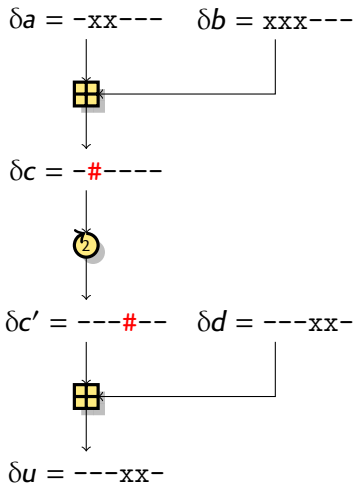 δa = -xx--- δb = xxx---
δc = -#----
2
δc′ = ---#-- δd = ---xx-
δu = ---xx-